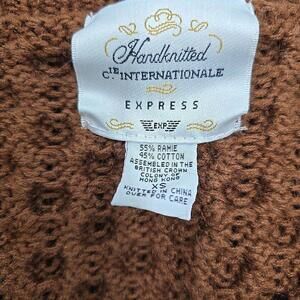 Handknitted
CIE INTERNATIONALE
EXPRESS
EXP
55% RAMIE
45% COTTON
ASSEMBLED IN THE
BRITISH CROWN
COLONY OF
HONG KONG
XS
KNITTED IN CHINA
OVER FOR CARE